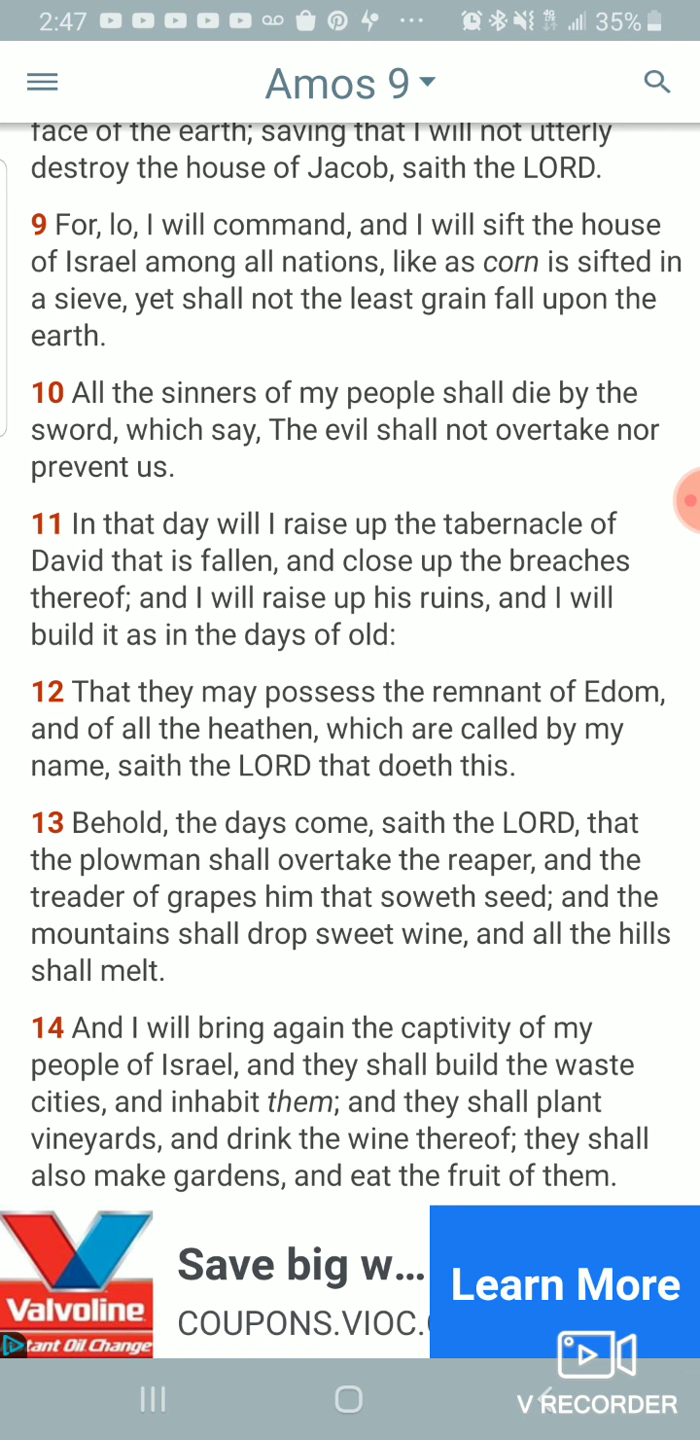 2:47
35%
Amos 9
face of the earth; saving that I will not utterly
destroy the house of Jacob, saith the LORD.
9 For, lo, I will command, and I will sift the house
of Israel among all nations, like as corn is sifted in
a sieve, yet shall not the least grain fall upon the
earth.
10 All the sinners of my people shall die by the
sword, which say, The evil shall not overtake nor
prevent us.
11 In that day will I raise up the tabernacle of
David that is fallen, and close up the breaches
thereof; and I will raise up his ruins, and I will
build it as in the days of old:
12 That they may possess the remnant of Edom,
and of all the heathen, which are called by my
name, saith the LORD that doeth this.
13 Behold, the days come, saith the LORD, that
the plowman shall overtake the reaper, and the
treader of grapes him that soweth seed; and the
mountains shall drop sweet wine, and all the hills
shall melt.
14 And I will bring again the captivity of my
people of Israel, and they shall build the waste
cities, and inhabit them; and they shall plant
vineyards, and drink the wine thereof; they shall
also make gardens, and eat the fruit of them.
Valvoline
tant Oil Change
Save big w...
COUPONS.VIOC.
Learn More
V RECORDER